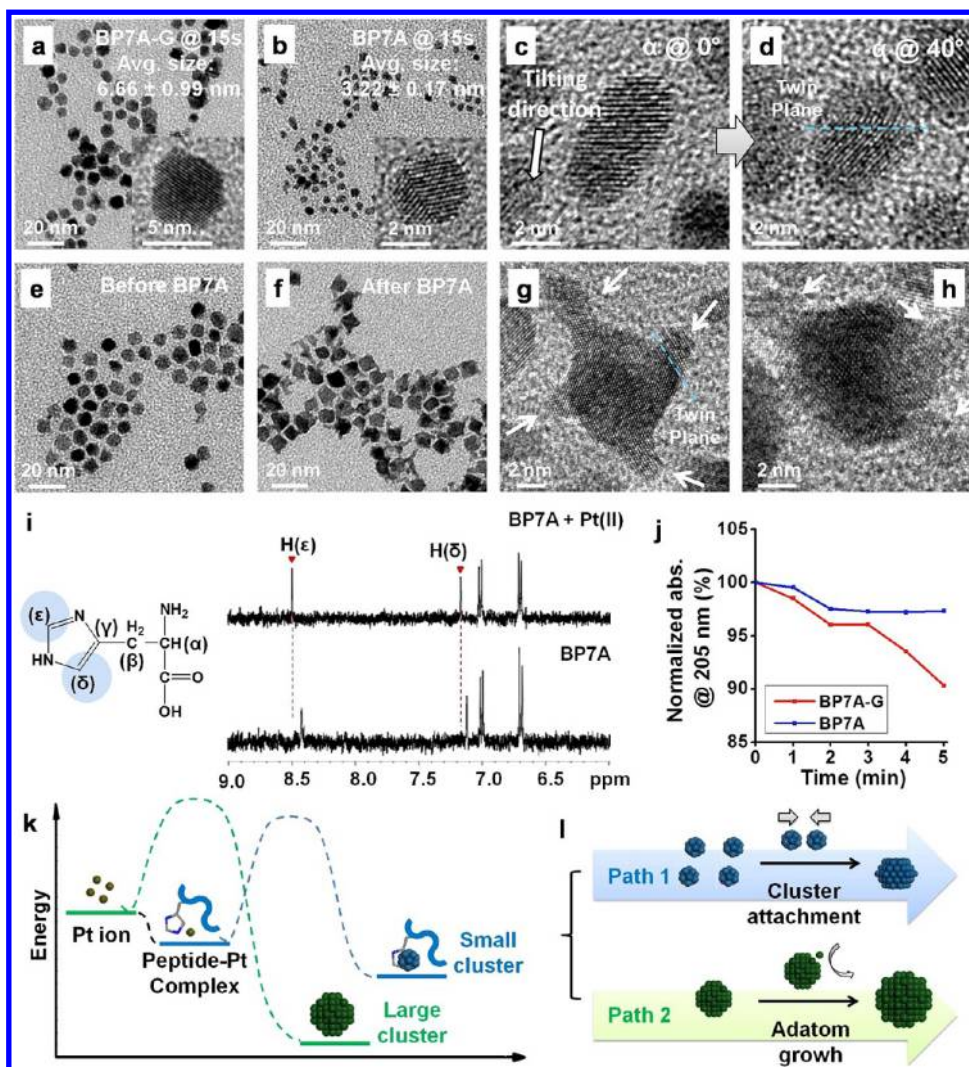 a
BP7A-G @ 15s
Avg. size:
6.66 ± 0.99 nm
20 nm
5 nm
b
BP7A @ 15s
Avg. size:
3.22 ± 0.17 nm
20 nm
2 nm
c
α @ 0°
Tilting
direction
2 nm
d
α @ 40°
Twin
Plane
2 nm
e
Before BP7A
20 nm
f
After BP7A
20 nm
g
Twin
Plane
2 nm
h
2 nm
i
(ε)
N
HN
(γ)
(δ)
H₂
(β)
NH₂
CH(α)
C=O
OH
BP7A + Pt(II)
H(ε)
H(δ)
BP7A
9.0 8.5 8.0 7.5 7.0 6.5 ppm
j
Normalized abs.
@ 205 nm (%)
105
100
95
90
85
BP7A-G
BP7A
0 1 2 3 4 5
Time (min)
k
Energy
Pt ion
Peptide-Pt
Complex
Small
cluster
Large
cluster
l
Path 1
Cluster
attachment
Path 2
Adatom
growh